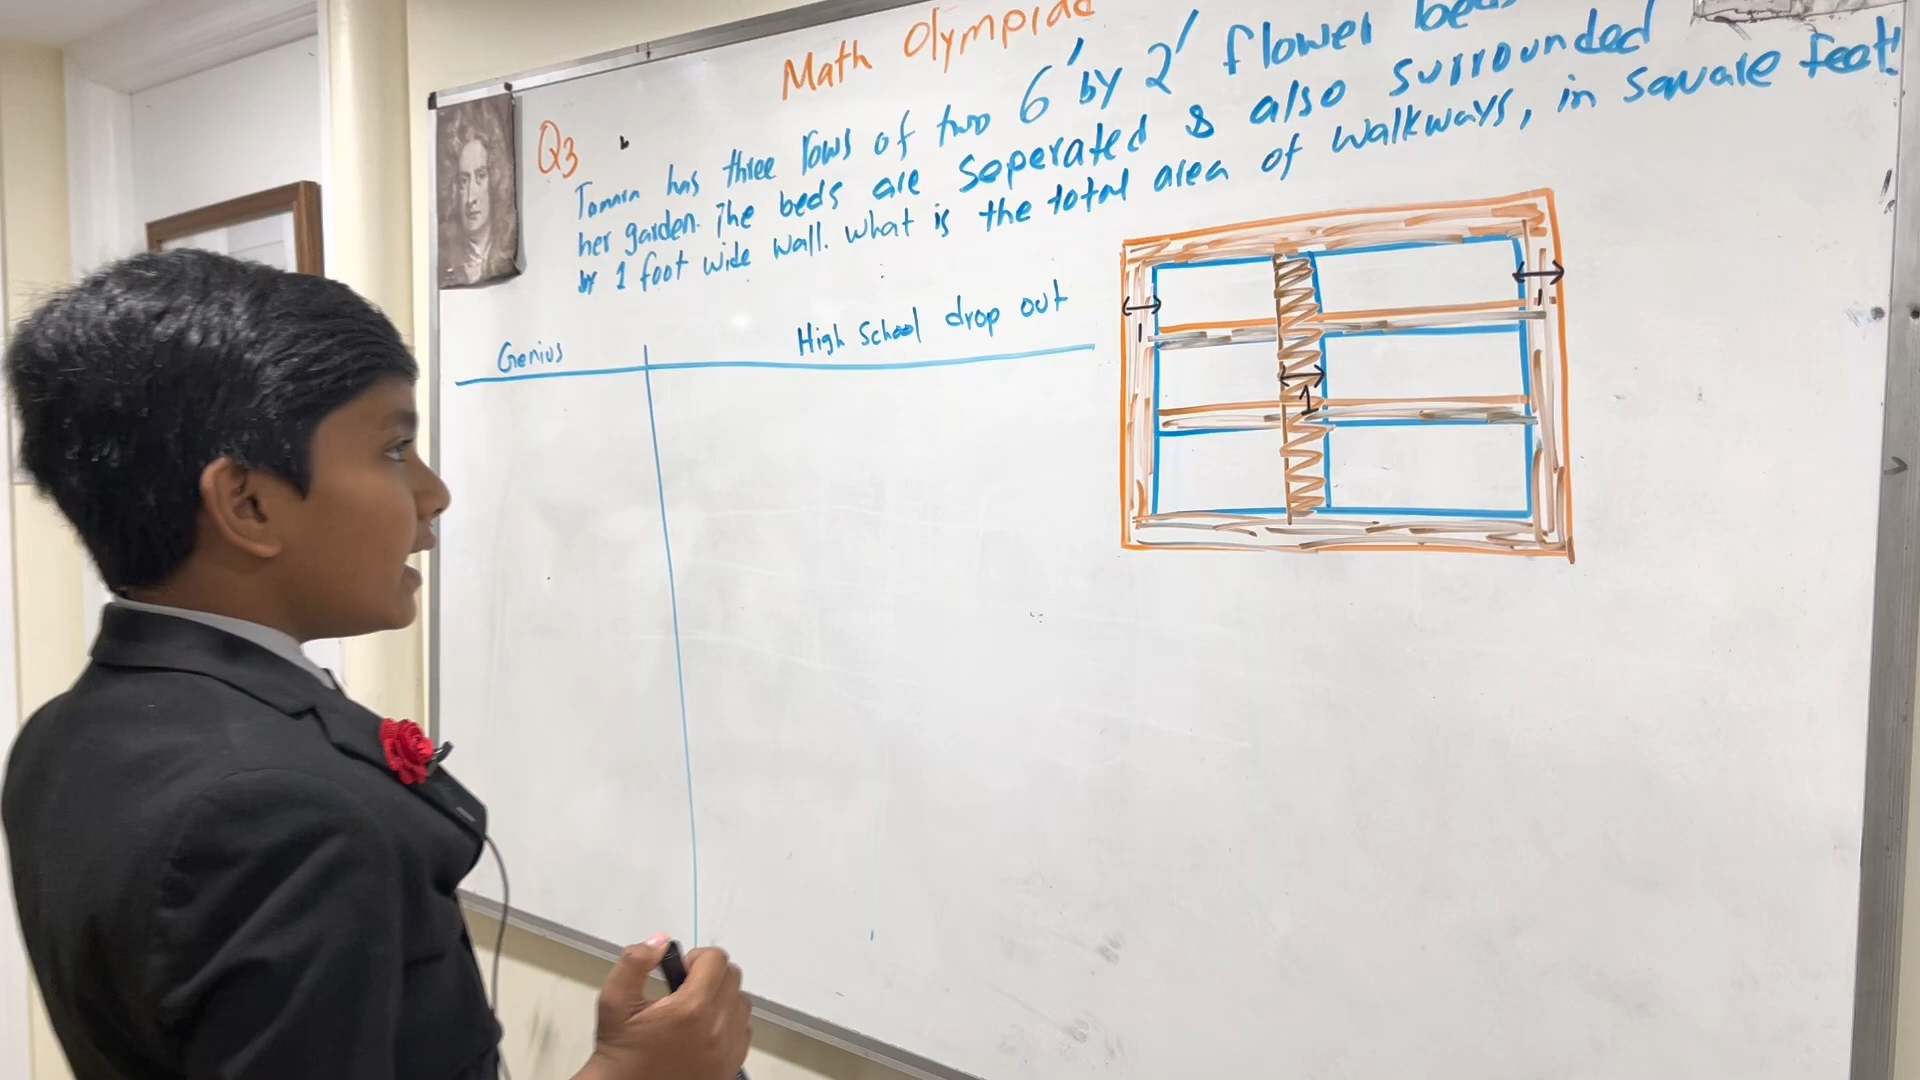 Math Olympiad
Q3
Tamara has three rows of two 6' by 2' flower beds
her garden. The beds are seperated & also surrounded
by 1 foot wide wall. what is the total area of walkways, in square feet!
Genius
High School drop out
1
1
1